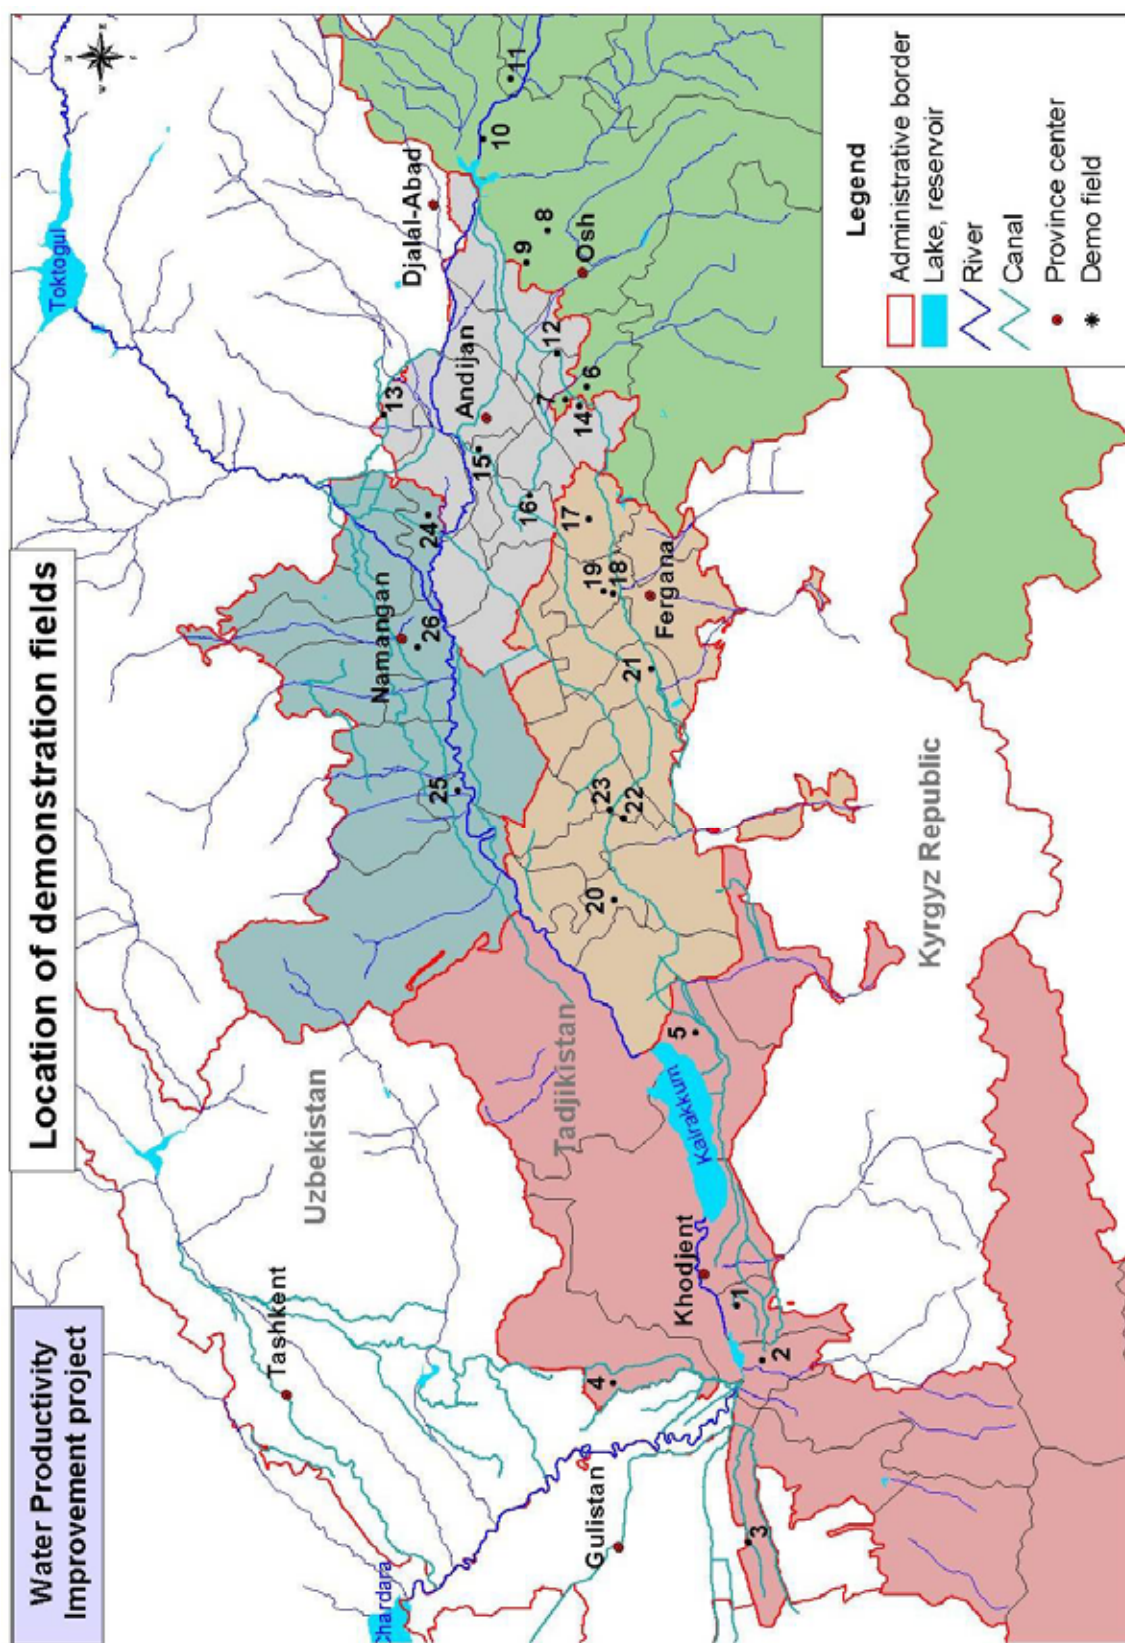 Water Productivity
Improvement project
Location of demonstration fields
Toktogul
Djalal-Abad
11
10
9
8
Osh
13
Andijan
12
7
6
14
15
16
24
Namangan
26
25
17
19
18
Fergana
21
23
22
20
Uzbekistan
Tadjikistan
Kyrgyz Republic
5
Kairakkum
Khodjent
1
2
4
3
Tashkent
Gulistan
Chardara
Legend
Administrative border
Lake, reservoir
River
Canal
Province center
Demo field